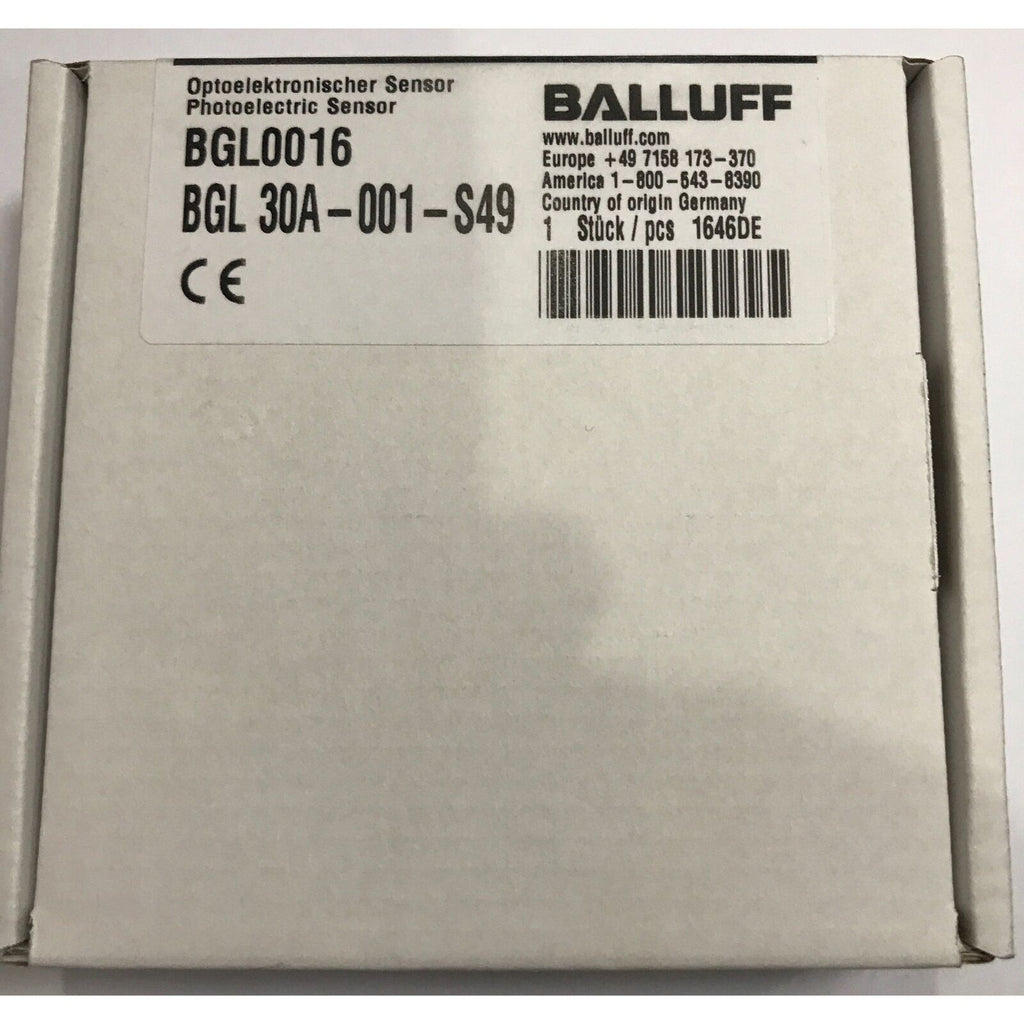 Optoelektronischer Sensor
Photoelectric Sensor
BGL0016
BGL 30A-001-S49
CE
BALLUFF
www.balluff.com
Europe +49 7158 173-370
America 1-800-543-8390
Country of origin Germany
1 Stück / pcs 1646DE